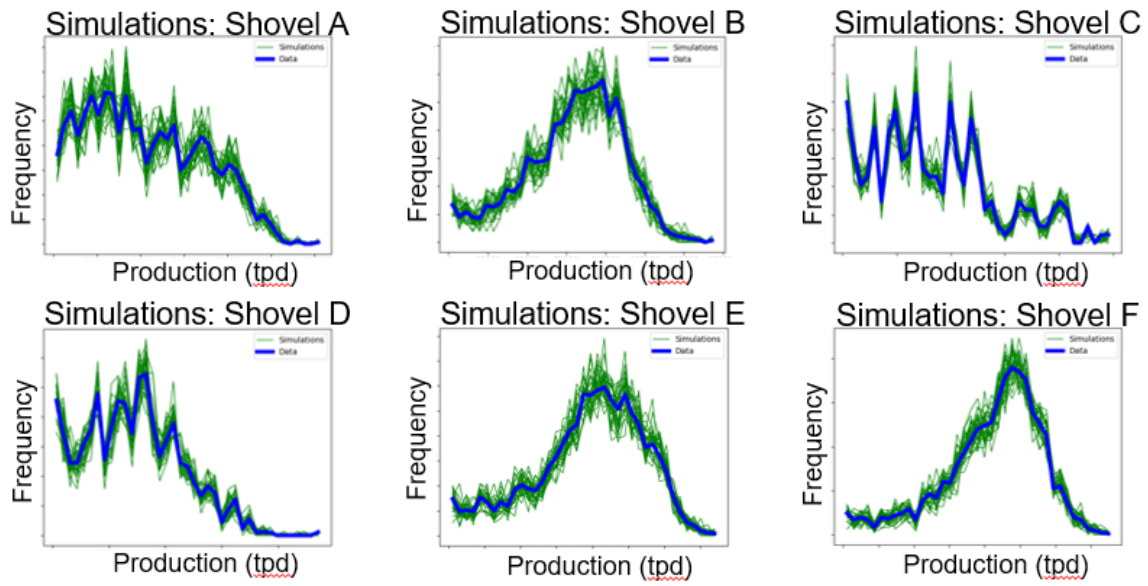 Simulations: Shovel A
Simulations
Data
Frequency
Production (tpd)
Simulations: Shovel B
Simulations
Data
Frequency
Production (tpd)
Simulations: Shovel C
Simulations
Data
Frequency
Production (tpd)
Simulations: Shovel D
Simulations
Data
Frequency
Production (tpd)
Simulations: Shovel E
Simulations
Data
Frequency
Production (tpd)
Simulations: Shovel F
Simulations
Data
Frequency
Production (tpd)